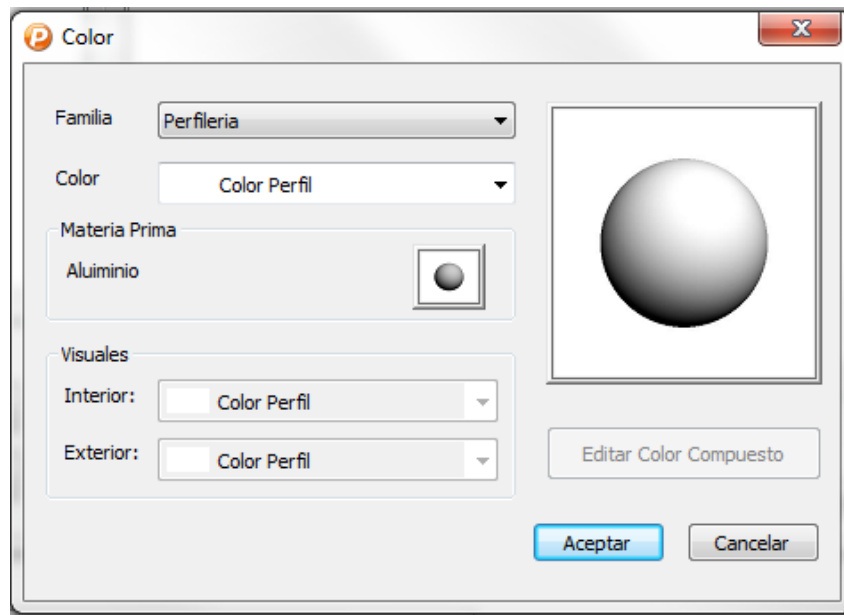 Color
Familia
Perfileria
Color
Color Perfil
Materia Prima
Aluiminio
Visuales
Interior:
Color Perfil
Exterior:
Color Perfil
Editar Color Compuesto
Aceptar
Cancelar